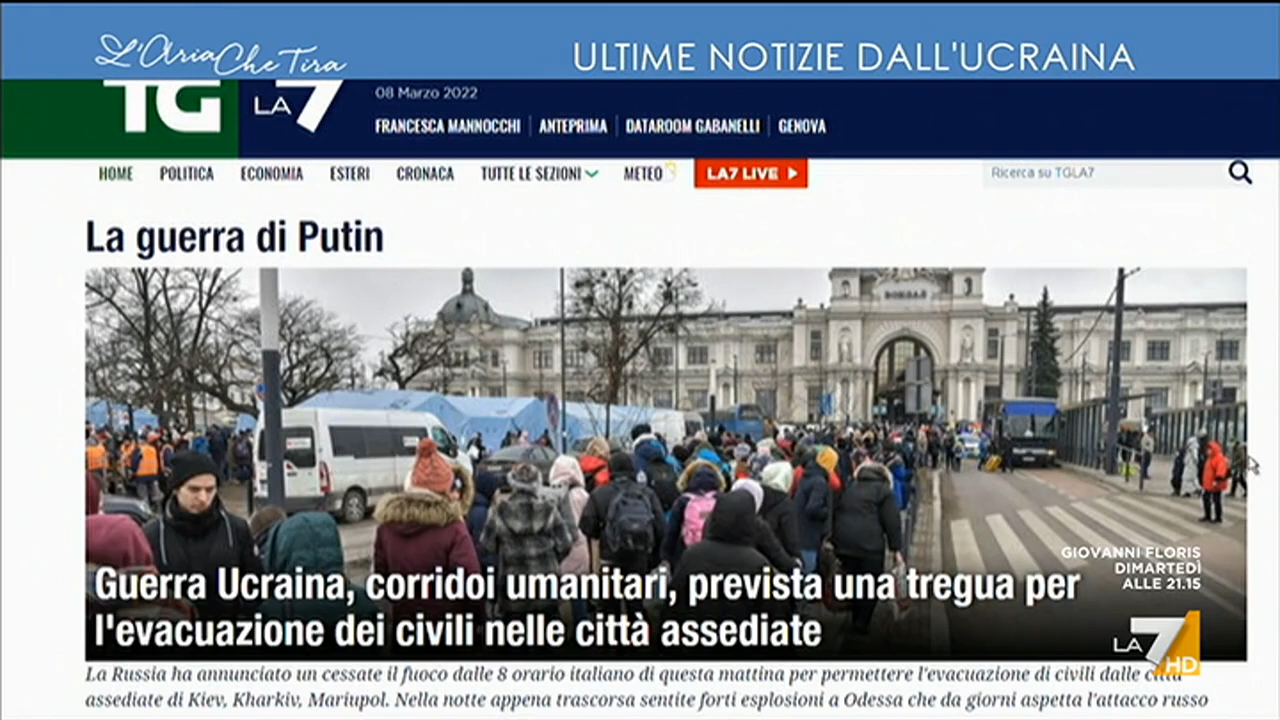 L'Aria Che Tira
ULTIME NOTIZIE DALL'UCRAINA
TG LA7
08 Marzo 2022
FRANCESCA MANNOCCHI ANTEPRIMA DATAROOM GABANELLI GENOVA
HOME POLITICA ECONOMIA ESTERI CRONACA TUTTE LE SEZIONI METEO LA7 LIVE Ricerca su TGLA7
La guerra di Putin
Guerra Ucraina, corridoi umanitari, prevista una tregua per
l'evacuazione dei civili nelle città assediate
GIOVANNI FLORIS
DIMARTEDÌ
ALLE 21.15
LA7 HD
La Russia ha annunciato un cessate il fuoco dalle 8 orario italiano di questa mattina per permettere l'evacuazione di civili dalle città
assediate di Kiev, Kharkiv, Mariupol. Nella notte appena trascorsa sentite forti esplosioni a Odessa che da giorni aspetta l'attacco russo